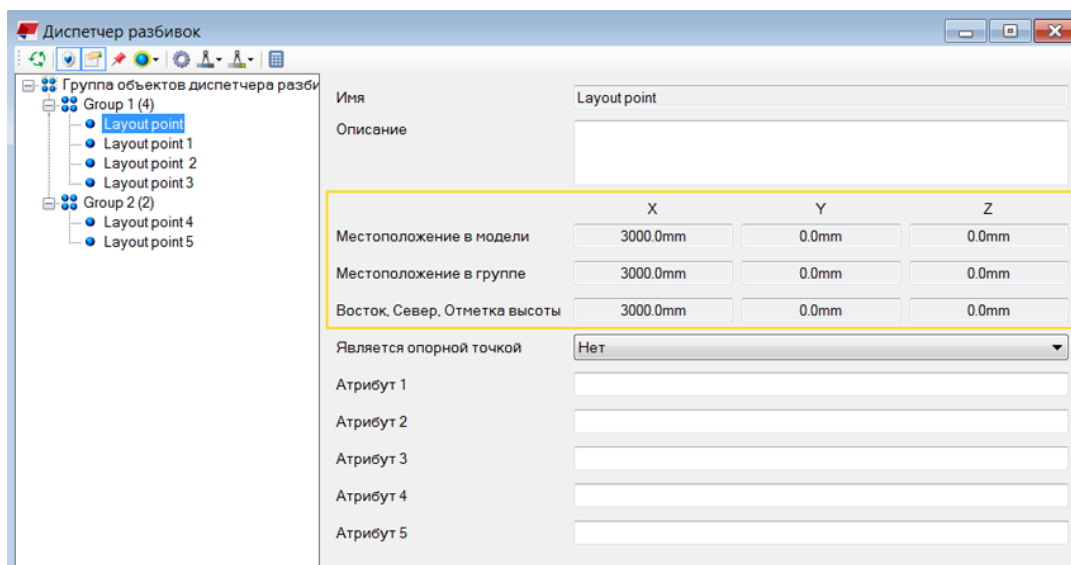 Диспетчер разбивок
Группа объектов диспетчера разби
Group 1 (4)
Layout point
Layout point 1
Layout point 2
Layout point 3
Group 2 (2)
Layout point 4
Layout point 5
Имя Layout point
Описание
X Y Z
Местоположение в модели 3000.0mm 0.0mm 0.0mm
Местоположение в группе 3000.0mm 0.0mm 0.0mm
Восток, Север, Отметка высоты 3000.0mm 0.0mm 0.0mm
Является опорной точкой Нет
Атрибут 1
Атрибут 2
Атрибут 3
Атрибут 4
Атрибут 5